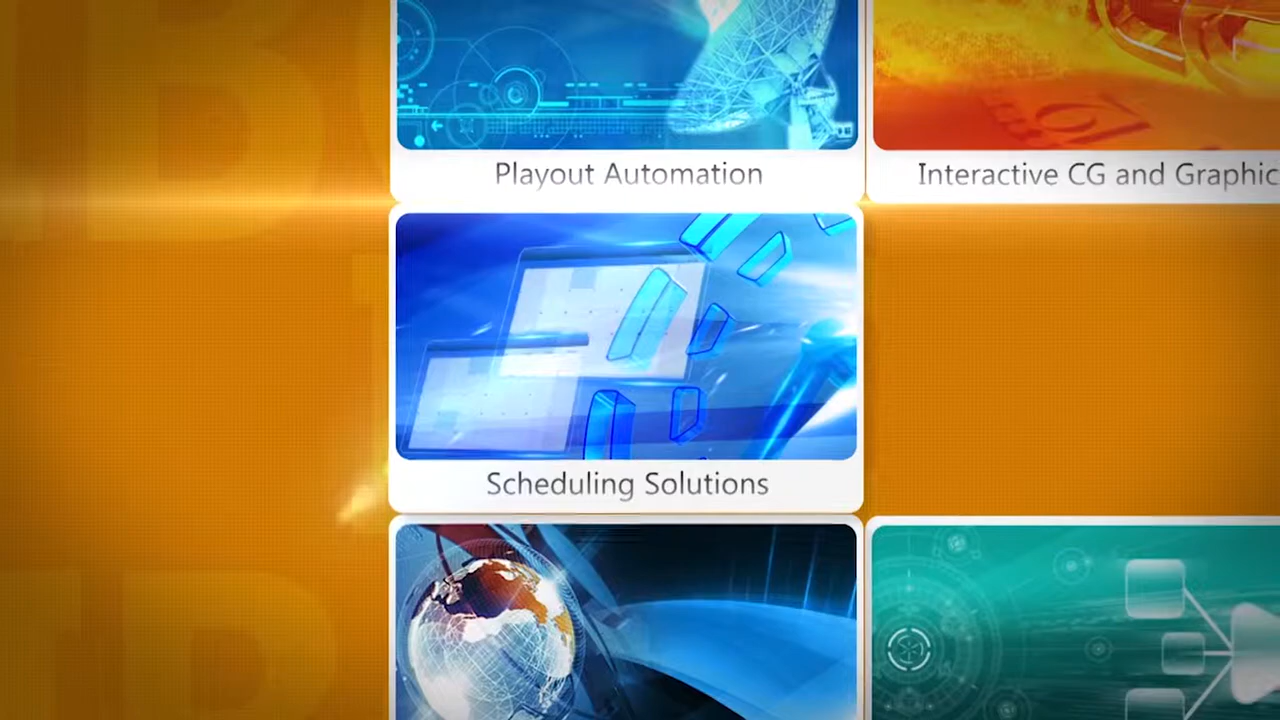 Playout Automation
Interactive CG and Graphic
Scheduling Solutions